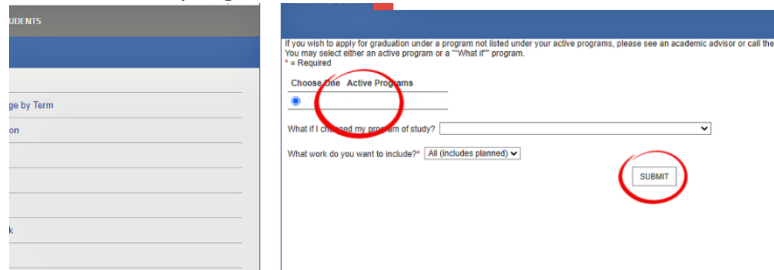 UDENTS
ge by Term
on
k
If you wish to apply for graduation under a program not listed under your active programs, please see an academic advisor or call the
You may select either an active program or a ""What if"" program.
* = Required
Choose One Active Programs
What if I changed my program of study?
What work do you want to include?* All (includes planned)
SUBMIT